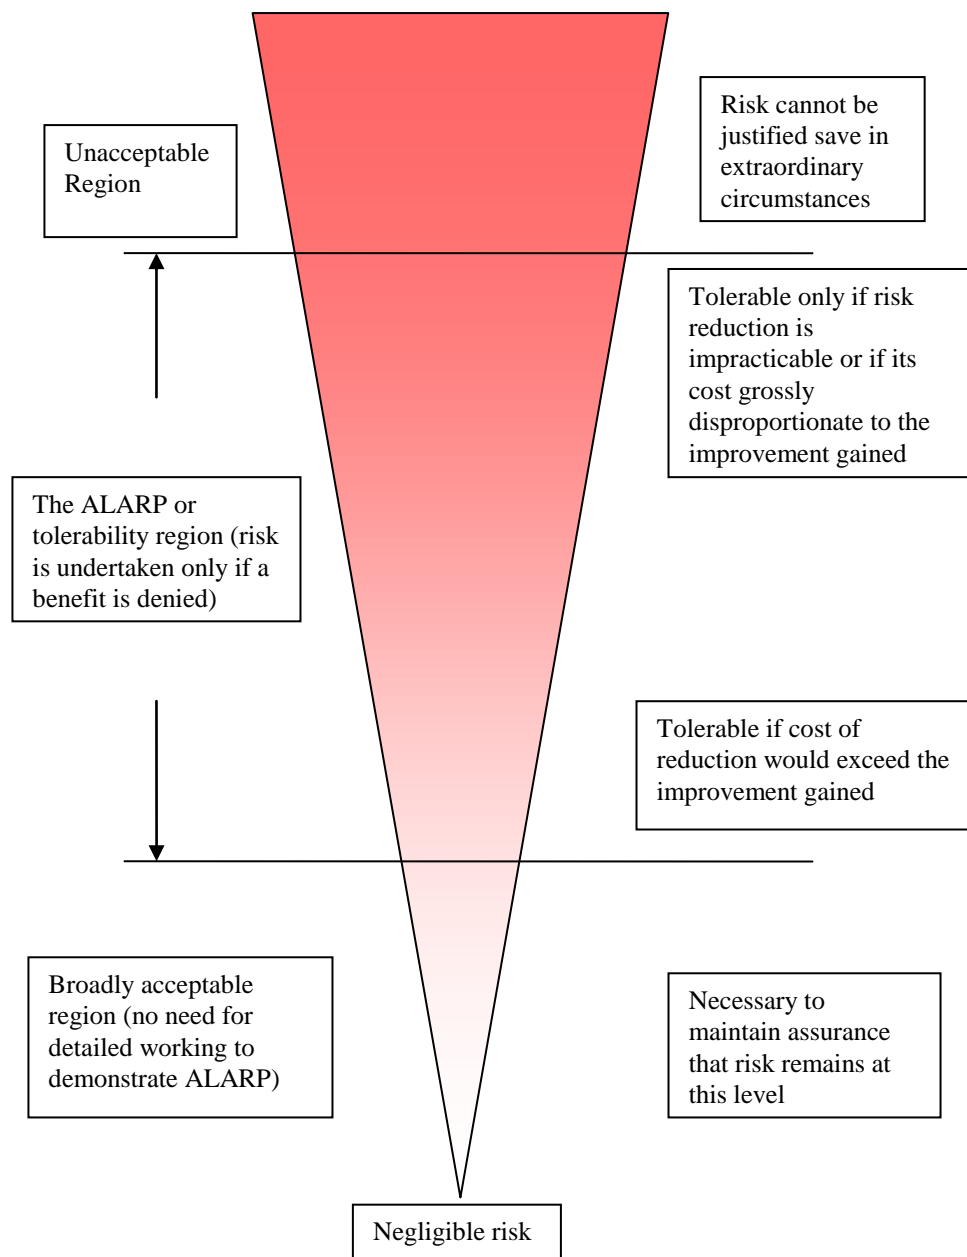 Unacceptable
Region
Risk cannot be
justified save in
extraordinary
circumstances
Tolerable only if risk
reduction is
impracticable or if its
cost grossly
disproportionate to the
improvement gained
The ALARP or
tolerability region (risk
is undertaken only if a
benefit is denied)
Tolerable if cost of
reduction would exceed the
improvement gained
Broadly acceptable
region (no need for
detailed working to
demonstrate ALARP)
Necessary to
maintain assurance
that risk remains at
this level
Negligible risk